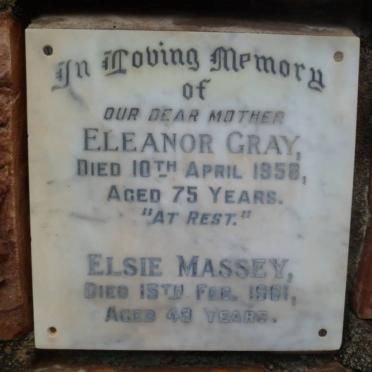 In Loving Memory
of
OUR DEAR MOTHER
ELEANOR GRAY,
DIED 10TH APRIL 1958,
AGED 75 YEARS.
"AT REST."
ELSIE MASSEY,
DIED 15TH FEB. 1961,
AGED 49 YEARS.